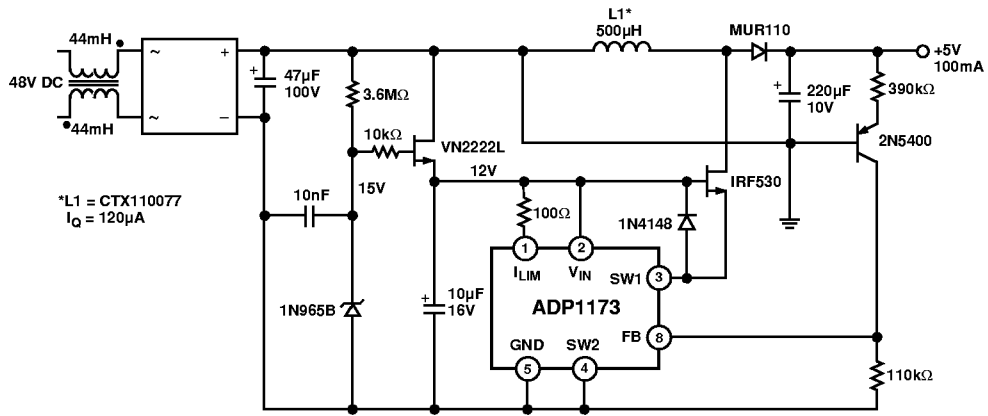 44mH
48V DC
44mH
~
~
+
–
+
47µF
100V
3.6MΩ
10kΩ
VN2222L
15V
12V
10nF
*L1 = CTX110077
IQ = 120µA
1N965B
+
10µF
16V
L1*
500µH
MUR110
+5V
100mA
+
220µF
10V
390kΩ
2N5400
IRF530
100Ω
1N4148
1
ILIM
2
VIN
SW1
3
ADP1173
FB
8
GND
5
SW2
4
110kΩ